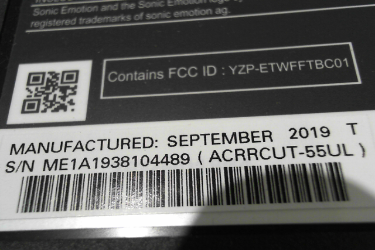 Sonic Emotion and the Sonic Emotion logo
registered trademarks of sonic emotion ag.
Contains FCC ID : YZP-ETWFFTBC01
MANUFACTURED: SEPTEMBER 2019 T
S/N ME1A1938104489 ( ACRRCUT-55UL )